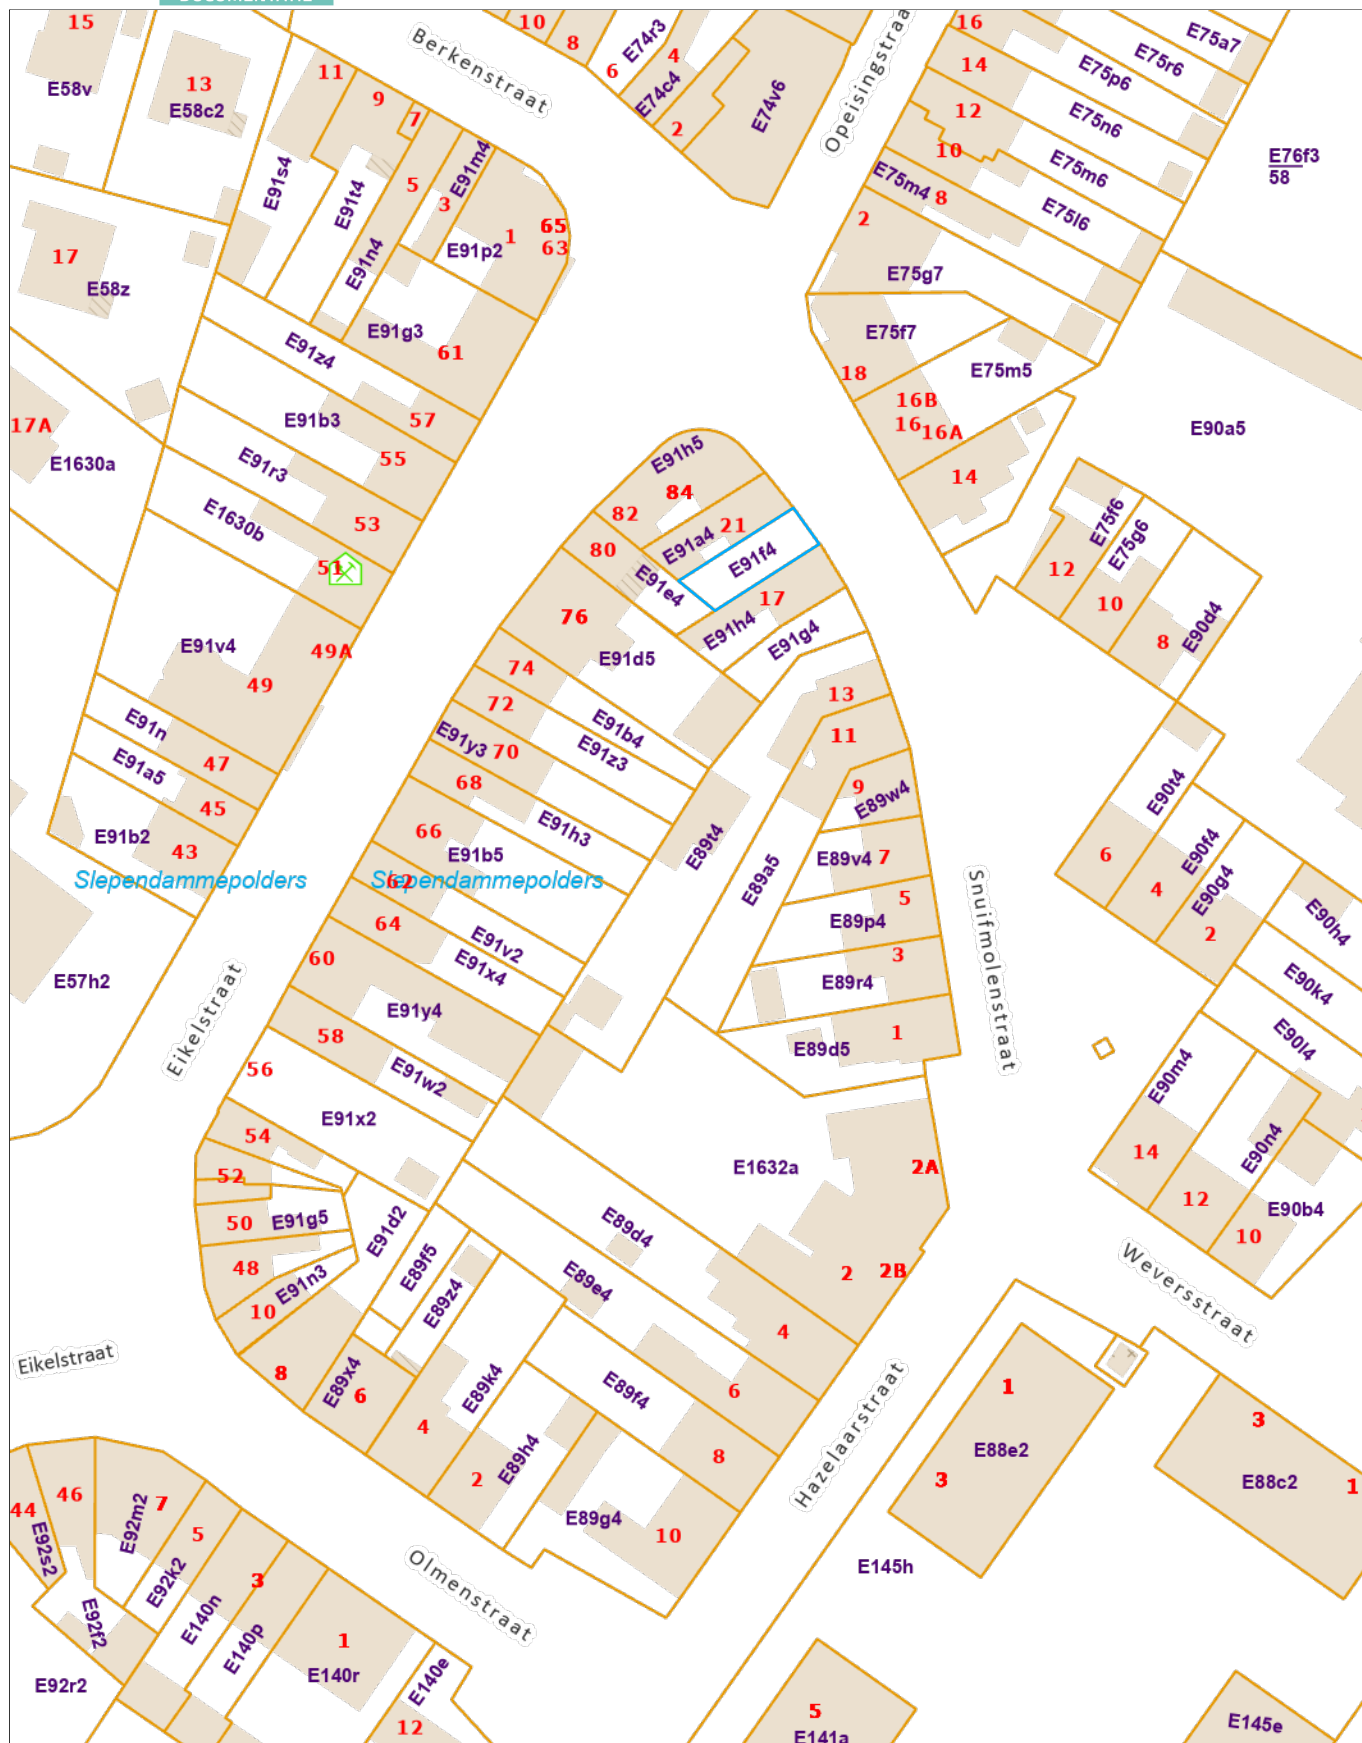 15
E58v
13
E58c2
17
E58z
17A
E1630a
11
9
7
5
3
1
65
63
E91s4
E91t4
E91n4
E91m4
E91p2
E91g3
61
E91z4
57
E91b3
55
E91r3
53
E1630b
51
E91v4
49A
49
E91n
47
E91a5
45
E91b2
43
Slependammepolders
Slependammepolders
E57h2
Berkenstraat
10
8
6
E74r3
4
E74c4
2
E74v6
Opeisingstraa
16
14
12
10
8
2
E75a7
E75r6
E75p6
E75n6
E75m6
E75l6
E75m4
E75g7
E76f3
58
E75f7
18
E75m5
16B
16
16A
14
E90a5
E75f6
E75g6
12
10
8
E90d4
E91h5
84
82
80
21
E91a4
E91f4
E91e4
17
E91h4
E91g4
76
E91d5
74
72
E91b4
E91z3
E91y3
70
68
E91h3
66
E91b5
62
64
E91v2
E91x4
60
E91y4
58
E91w2
56
E91x2
54
52
50
E91g5
48
E91n3
10
8
E91d2
13
11
9
E89w4
E89v4
7
5
E89p4
3
E89r4
1
E89d5
E89t4
E89a5
Snuifmolenstraat
E90t4
6
4
E90f4
E90g4
2
E90h4
E90k4
E90l4
E90m4
14
12
E90n4
10
E90b4
Eikelstraat
Eikelstraat
E1632a
2A
2
2B
E89d4
E89e4
4
6
E89f5
E89z4
E89x4
6
E89k4
4
E89h4
2
E89f4
8
E89g4
10
Weversstraat
Hazelaarstraat
Olmenstraat
1
E88e2
3
3
E88c2
1
E145h
44
E92s2
46
E92m2
7
5
E92k2
E92f2
E92r2
3
E140n
E140p
1
E140r
E140e
12
5
E141a
E145e